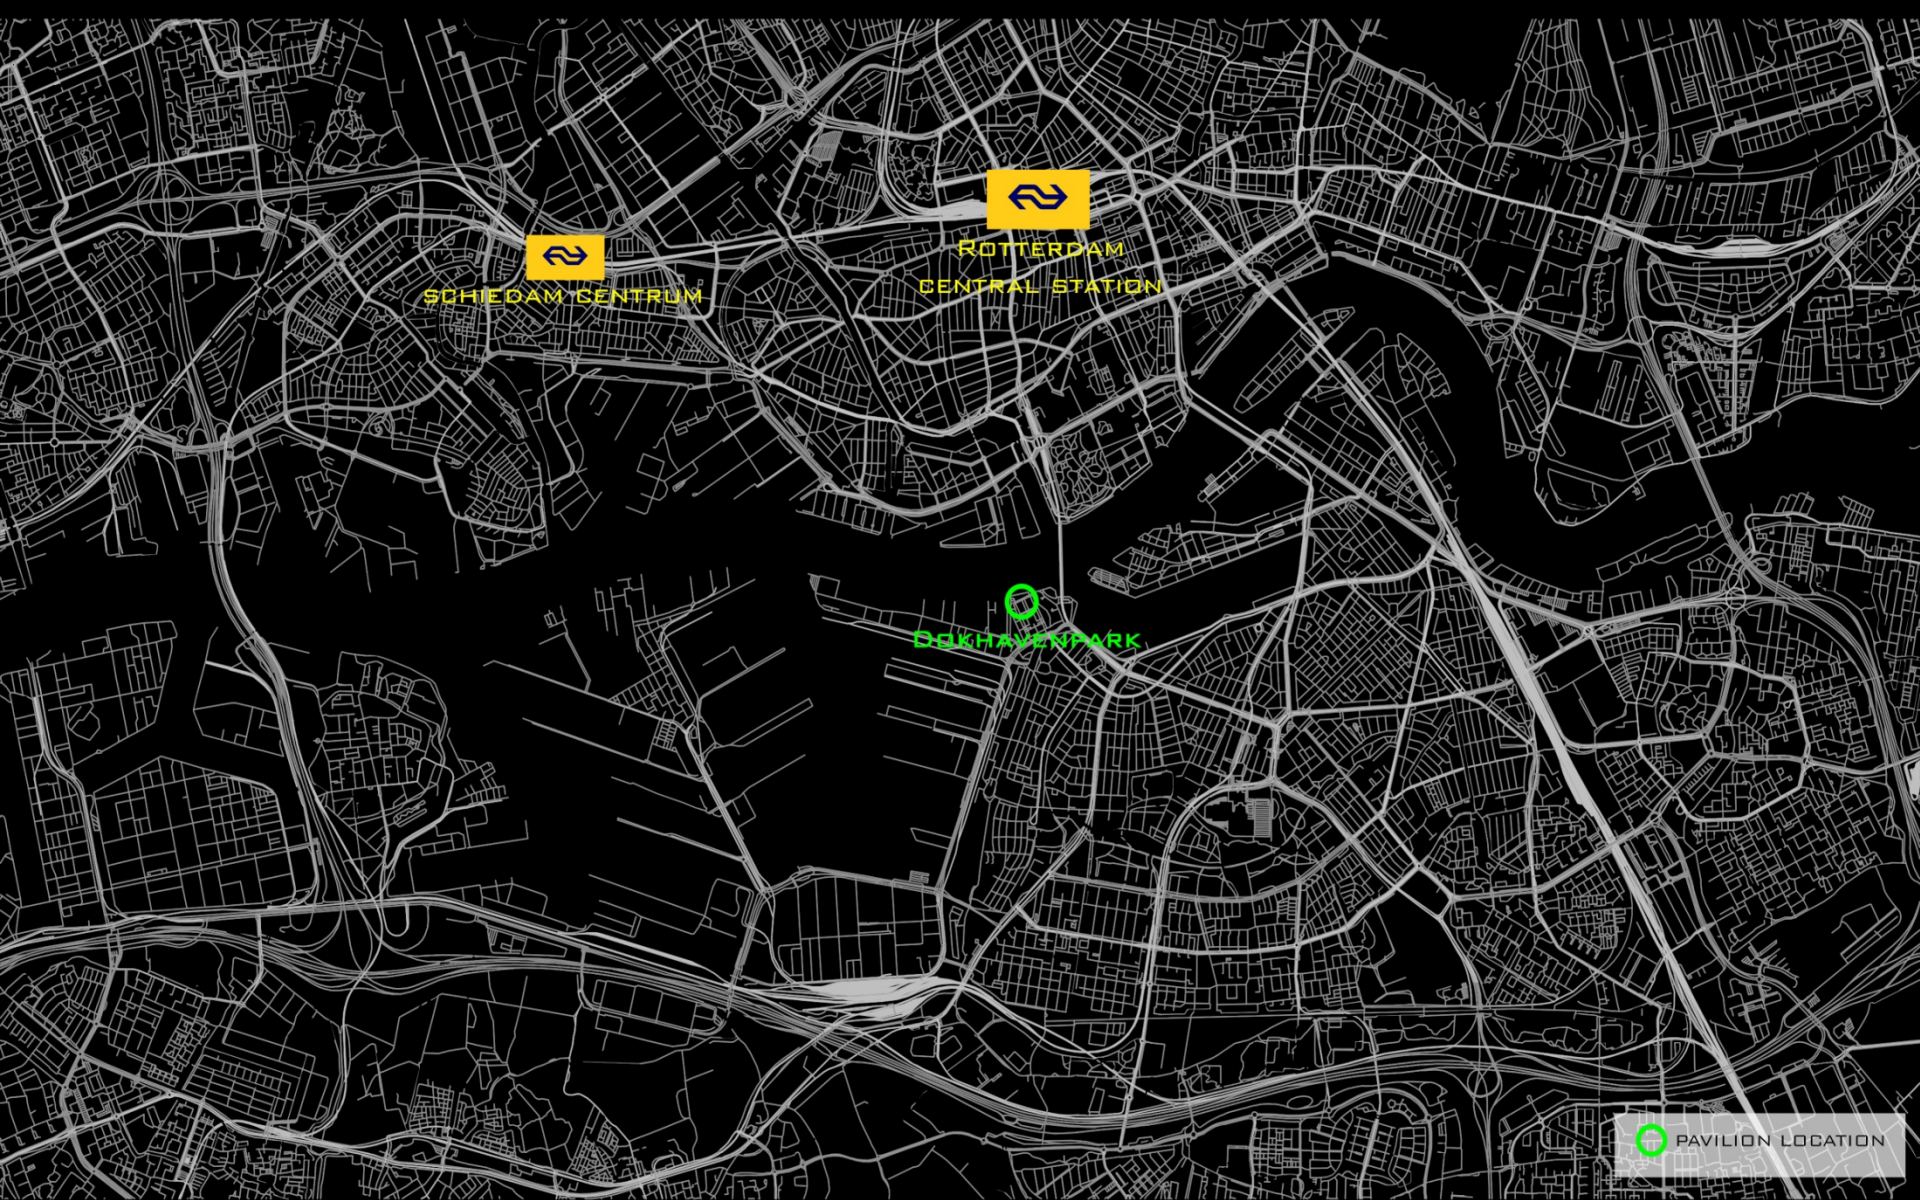 Rotterdam
central station
schiedam centrum
Dokhavenpark
pavilion location